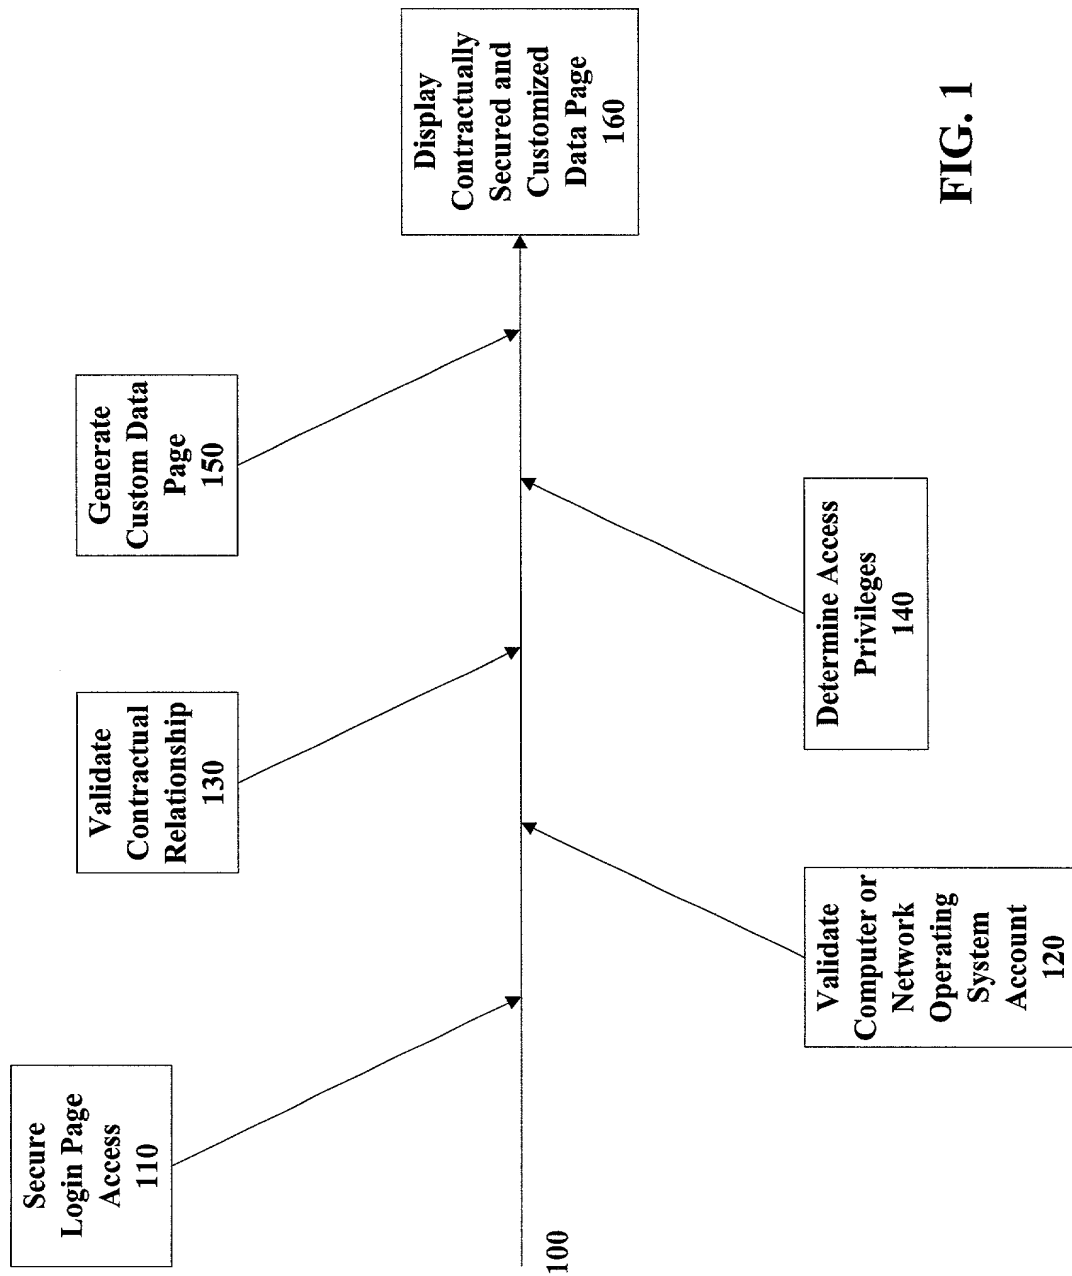 Secure
Login Page
Access
110
Validate
Contractual
Relationship
130
Generate
Custom Data
Page
150
100
Display
Contractually
Secured and
Customized
Data Page
160
Validate
Computer or
Network
Operating
System
Account
120
Determine Access
Privileges
140
FIG. 1